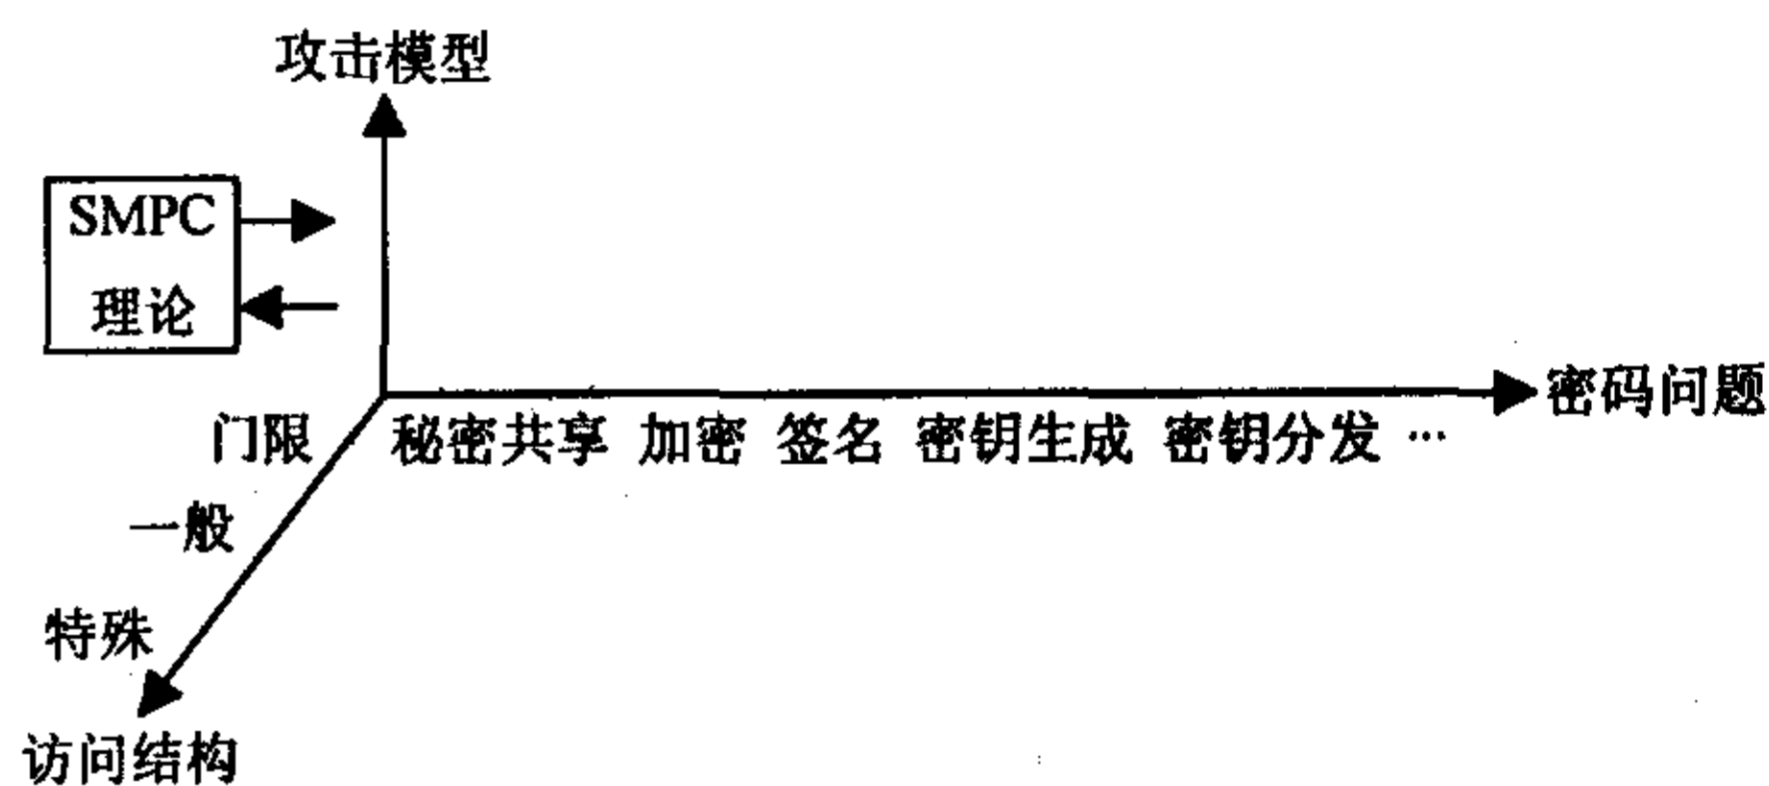 攻击模型
SMPC
理论
密码问题
门限 秘密共享 加密 签名 密钥生成 密钥分发 …
一般
特殊
访问结构